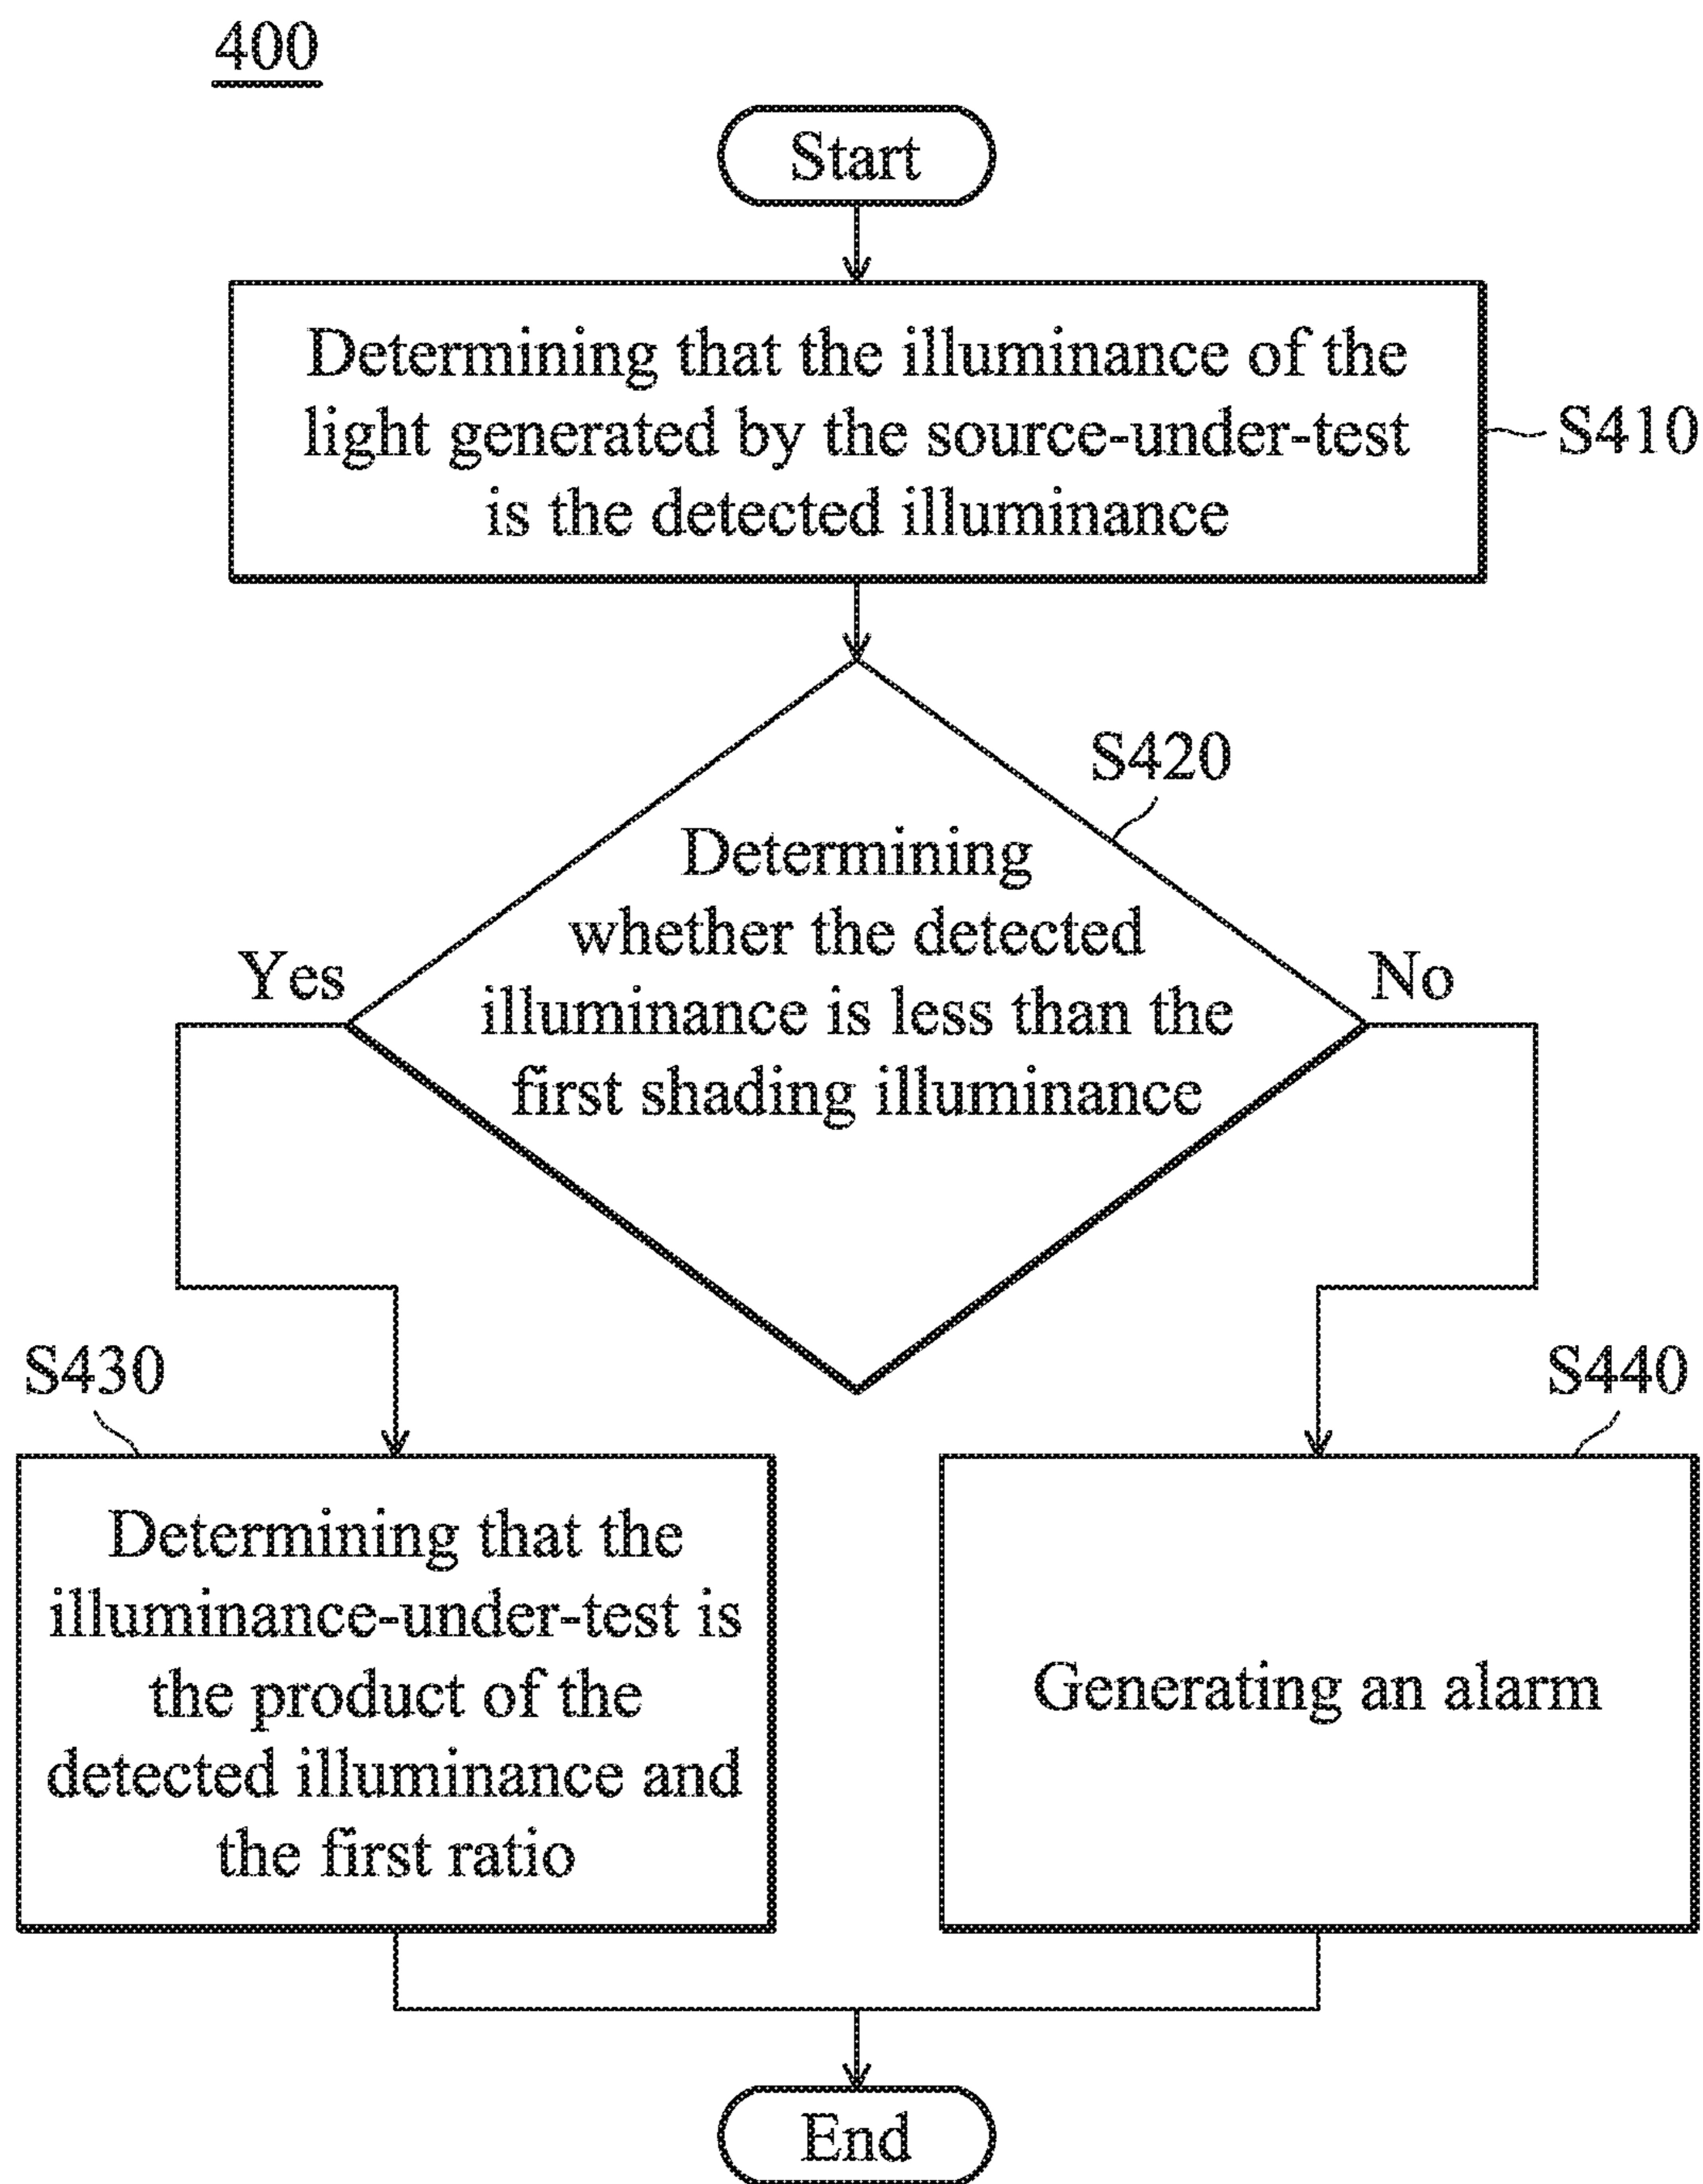 400
Start
Determining that the illuminance of the
light generated by the source-under-test
is the detected illuminance
S410
S420
Determining
whether the detected
illuminance is less than the
first shading illuminance
Yes
No
S430
S440
Determining that the
illuminance-under-test is
the product of the
detected illuminance and
the first ratio
Generating an alarm
End